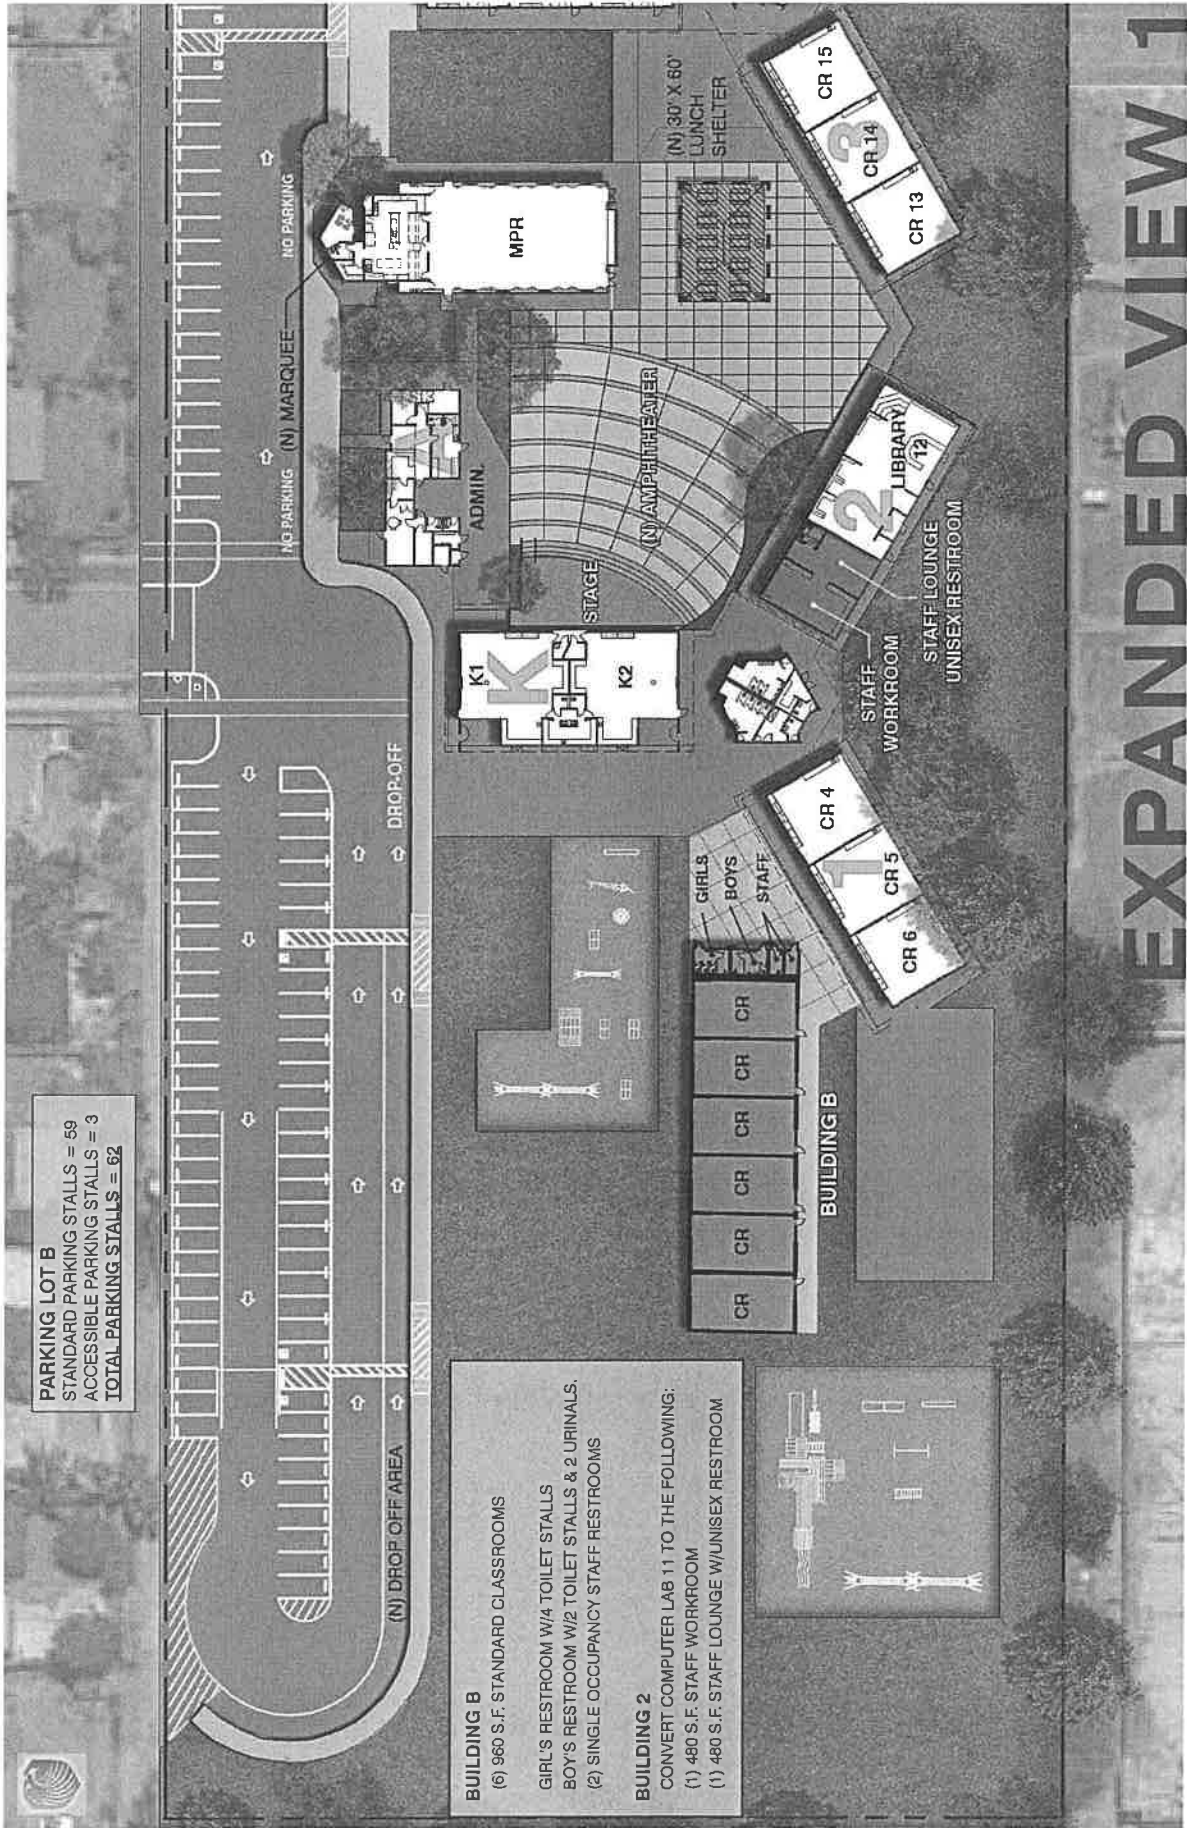 PARKING LOT B
STANDARD PARKING STALLS = 59
ACCESSIBLE PARKING STALLS = 3
TOTAL PARKING STALLS = 62
NO PARKING
(N) MARQUEE
NO PARKING
DROP-OFF
(N) DROP OFF AREA
MPR
(N) 30' X 60'
LUNCH
SHELTER
A
ADMIN.
(N) AMPHITHEATER
STAGE
K
K1
K2
CR 15
CR 14
3
CR 13
2
LIBRARY
12
STAFF LOUNGE
UNISEX RESTROOM
STAFF
WORKROOM
CR 4
1
CR 5
CR 6
GIRLS
BOYS
STAFF
CR
CR
CR
CR
CR
CR
BUILDING B
BUILDING B
(6) 960 S.F. STANDARD CLASSROOMS
GIRL'S RESTROOM W/4 TOILET STALLS
BOY'S RESTROOM W/2 TOILET STALLS & 2 URINALS.
(2) SINGLE OCCUPANCY STAFF RESTROOMS
BUILDING 2
CONVERT COMPUTER LAB 11 TO THE FOLLOWING:
(1) 480 S.F. STAFF WORKROOM
(1) 480 S.F. STAFF LOUNGE W/UNISEX RESTROOM
EXPANDED VIEW 1